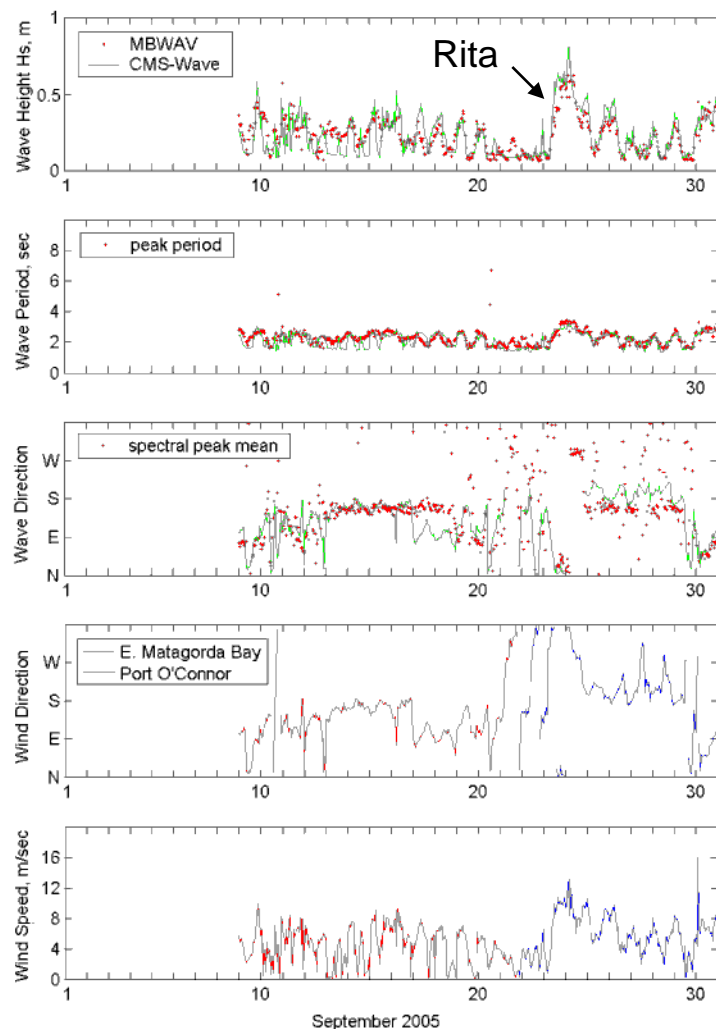 Wave Height Hs, m
1
0.5
0
MBWAV
CMS-Wave
Rita
1 10 20 30
Wave Period, sec
8
6
4
2
0
peak period
1 10 20 30
Wave Direction
W
S
E
N
spectral peak mean
1 10 20 30
Wind Direction
W
S
E
N
E. Matagorda Bay
Port O'Connor
1 10 20 30
Wind Speed, m/sec
16
12
8
4
0
1 10 20 30
September 2005